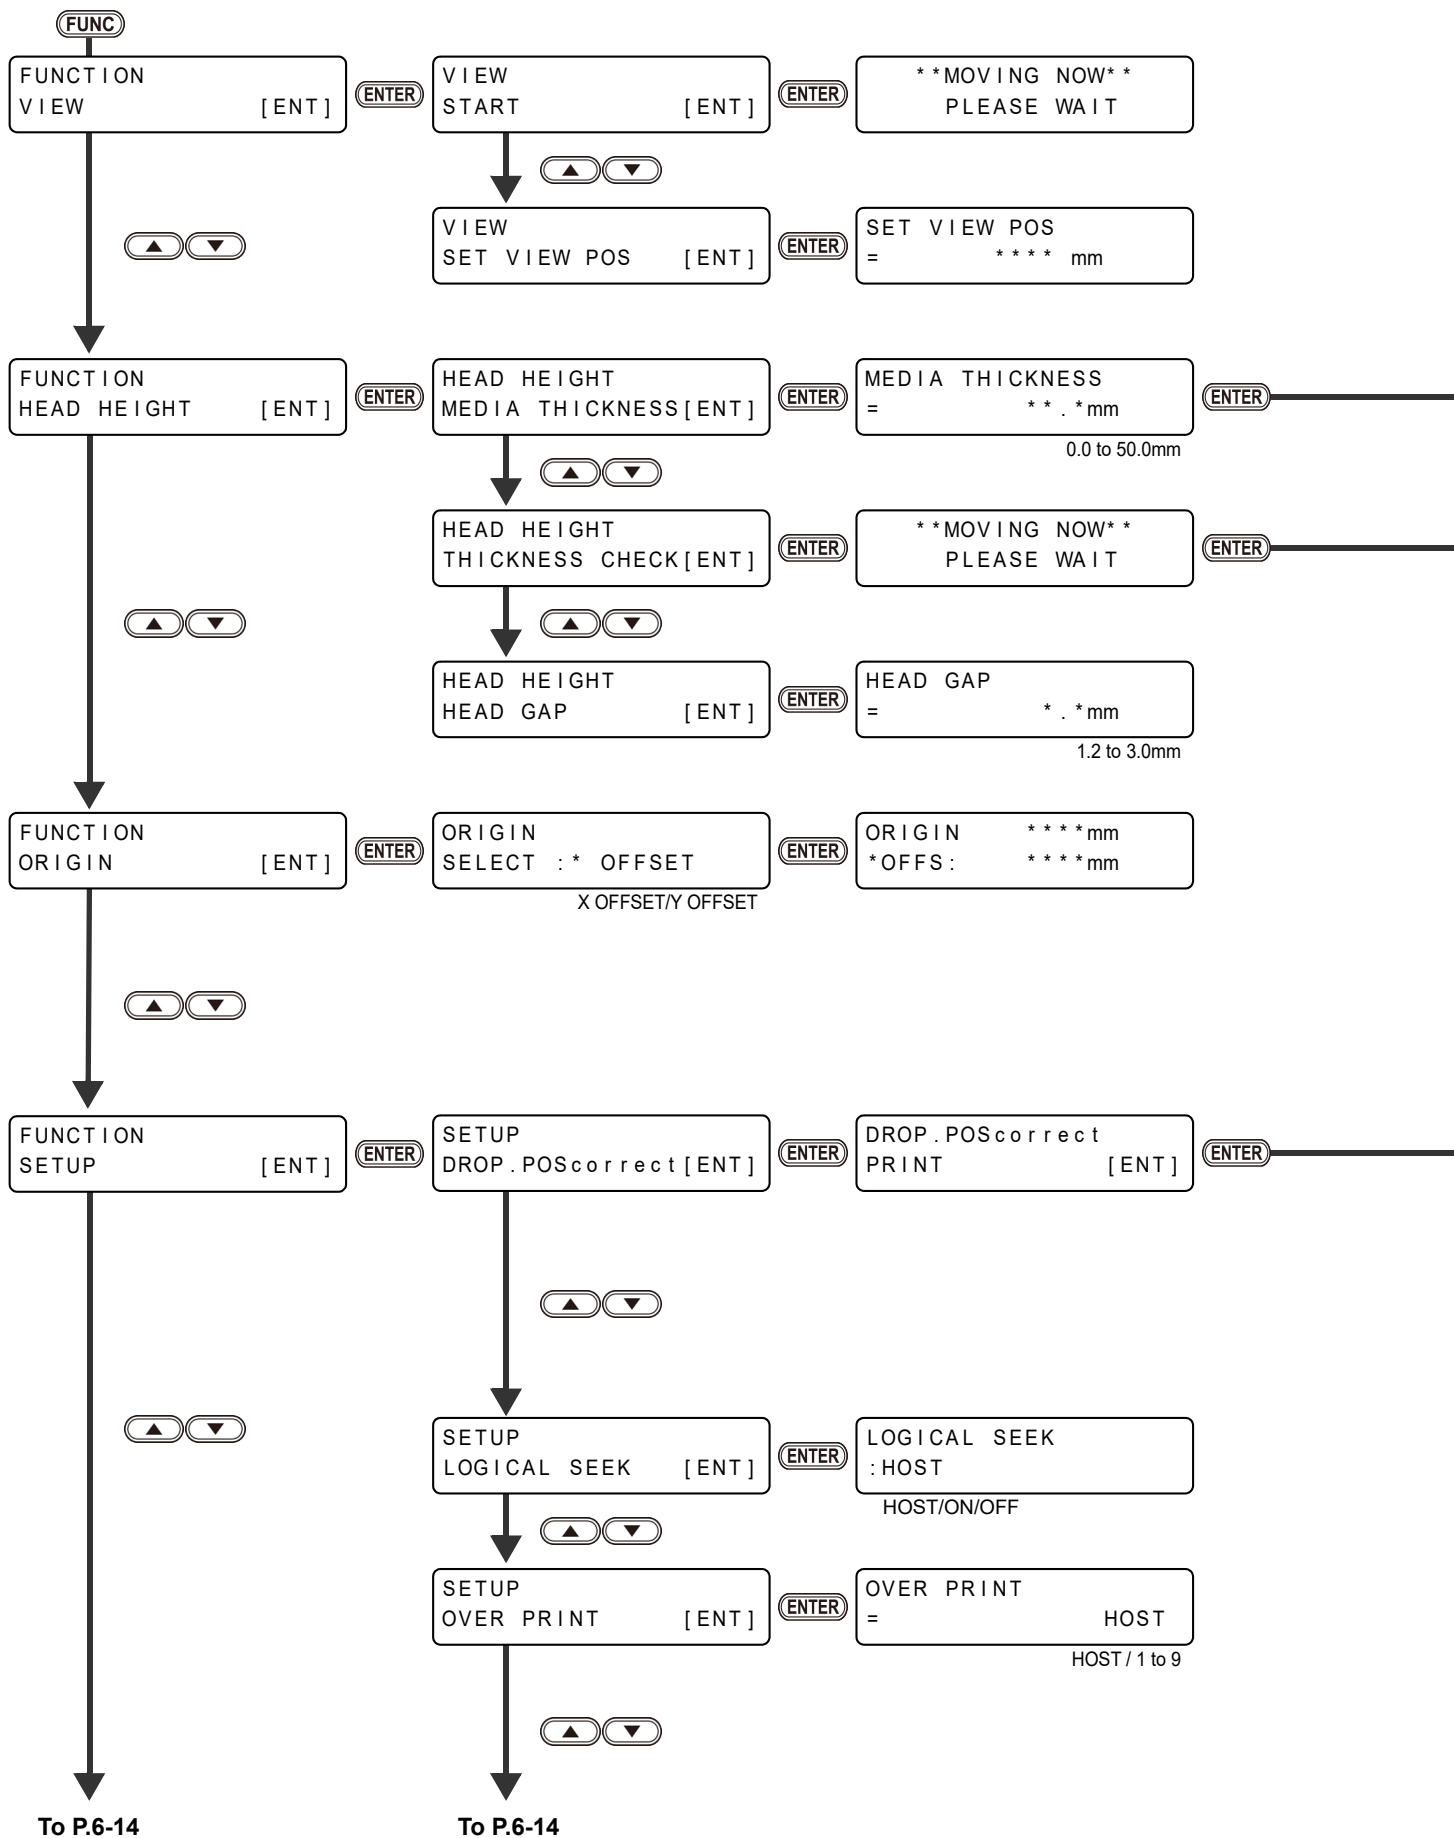 FUNC
FUNCTION
VIEW [ENT]
ENTER
VIEW
START [ENT]
ENTER
**MOVING NOW**
PLEASE WAIT
VIEW
SET VIEW POS [ENT]
ENTER
SET VIEW POS
= **** mm
FUNCTION
HEAD HEIGHT [ENT]
ENTER
HEAD HEIGHT
MEDIA THICKNESS[ENT]
ENTER
MEDIA THICKNESS
= **.*mm
ENTER
0.0 to 50.0mm
HEAD HEIGHT
THICKNESS CHECK[ENT]
ENTER
**MOVING NOW**
PLEASE WAIT
ENTER
HEAD HEIGHT
HEAD GAP [ENT]
ENTER
HEAD GAP
= *.*mm
1.2 to 3.0mm
FUNCTION
ORIGIN [ENT]
ENTER
ORIGIN
SELECT :* OFFSET
X OFFSET/Y OFFSET
ENTER
ORIGIN ****mm
*OFFS: ****mm
FUNCTION
SETUP [ENT]
ENTER
SETUP
DROP.POScorrect[ENT]
ENTER
DROP.POScorrect
PRINT [ENT]
ENTER
SETUP
LOGICAL SEEK [ENT]
ENTER
LOGICAL SEEK
:HOST
HOST/ON/OFF
SETUP
OVER PRINT [ENT]
ENTER
OVER PRINT
= HOST
HOST / 1 to 9
To P.6-14
To P.6-14